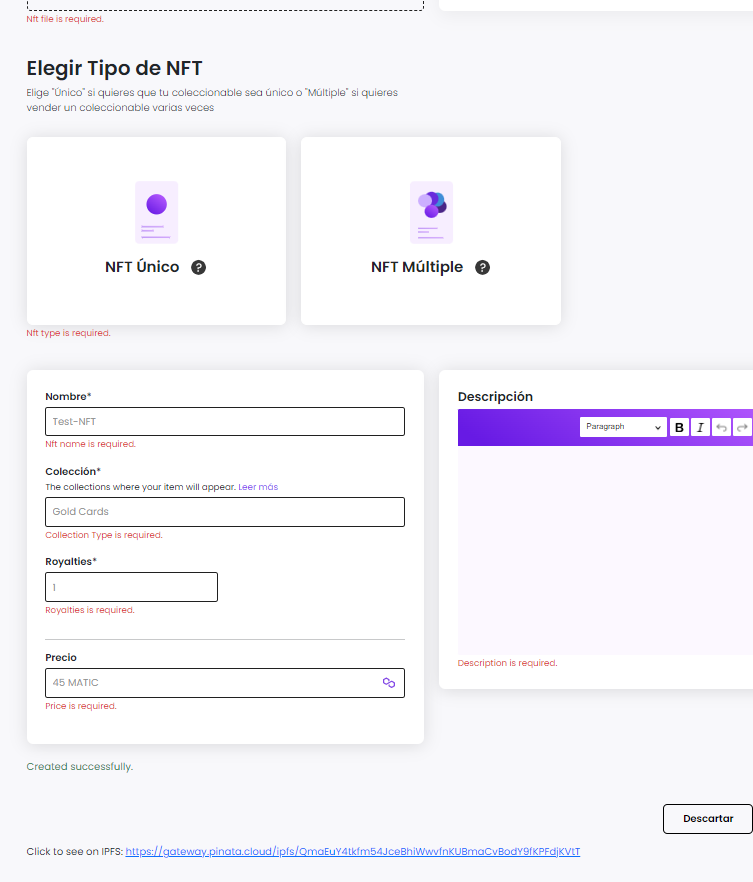 Nft file is required.
Elegir Tipo de NFT
Elige "Único" si quieres que tu coleccionable sea único o "Múltiple" si quieres
vender un coleccionable varias veces
NFT Único ?
NFT Múltiple ?
Nft type is required.
Nombre*
Test-NFT
Nft name is required.
Colección*
The collections where your item will appear. Leer más
Gold Cards
Collection Type is required.
Royalties*
1
Royalties is required.
Precio
45 MATIC
Price is required.
Descripción
Paragraph B I
Description is required.
Created successfully.
Descartar
Click to see on IPFS: https://gateway.pinata.cloud/ipfs/QmaEuY4tkfm54JceBhiWwvfnKUBmaCvBodY9fKPFdjKVtT